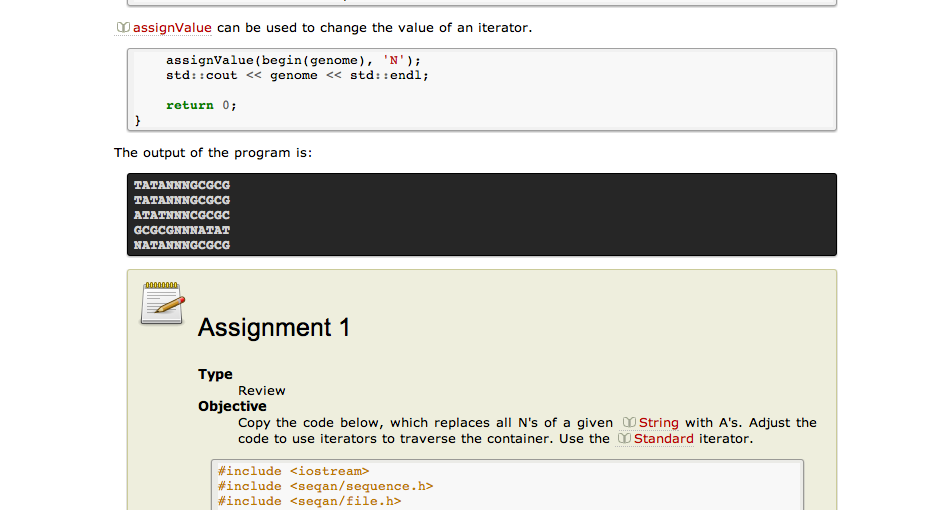 assignValue can be used to change the value of an iterator.
assignValue(begin(genome), 'N');
std::cout << genome << std::endl;
return 0;
}
The output of the program is:
TATANNNGCGCG
TATANNNGCGCG
ATATNNNCGCGC
GCGCGNNNATAT
NATANNNGCGCG
Assignment 1
Type
Review
Objective
Copy the code below, which replaces all N's of a given String with A's. Adjust the
code to use iterators to traverse the container. Use the Standard iterator.
#include <iostream>
#include <seqan/sequence.h>
#include <seqan/file.h>